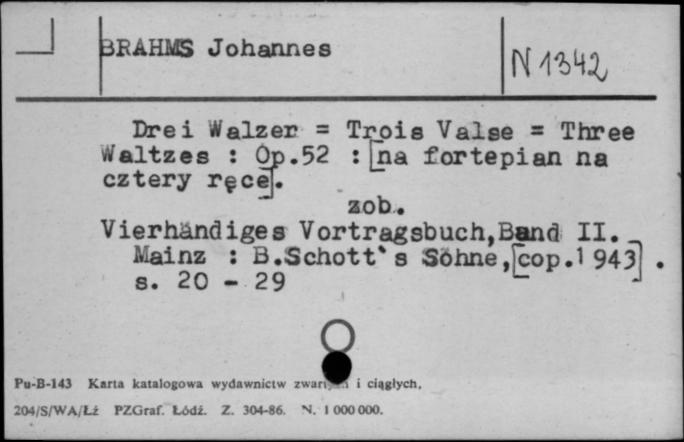 BRAHMS Johannes
N 1342
Drei Walzer = Trois Valse = Three
Waltzes : Op.52 : [na fortepian na
cztery ręce].
zob.
Vierhändiges Vortragsbuch,Band II.
Mainz : B.Schott`s Söhne,[cop.1943] .
s. 20 - 29
Pu-B-143 Karta katalogowa wydawnictw i ciągłych,
204/S/WA/Łź PZGraf. Łódź. Z. 304-86. N. 1 000 000.